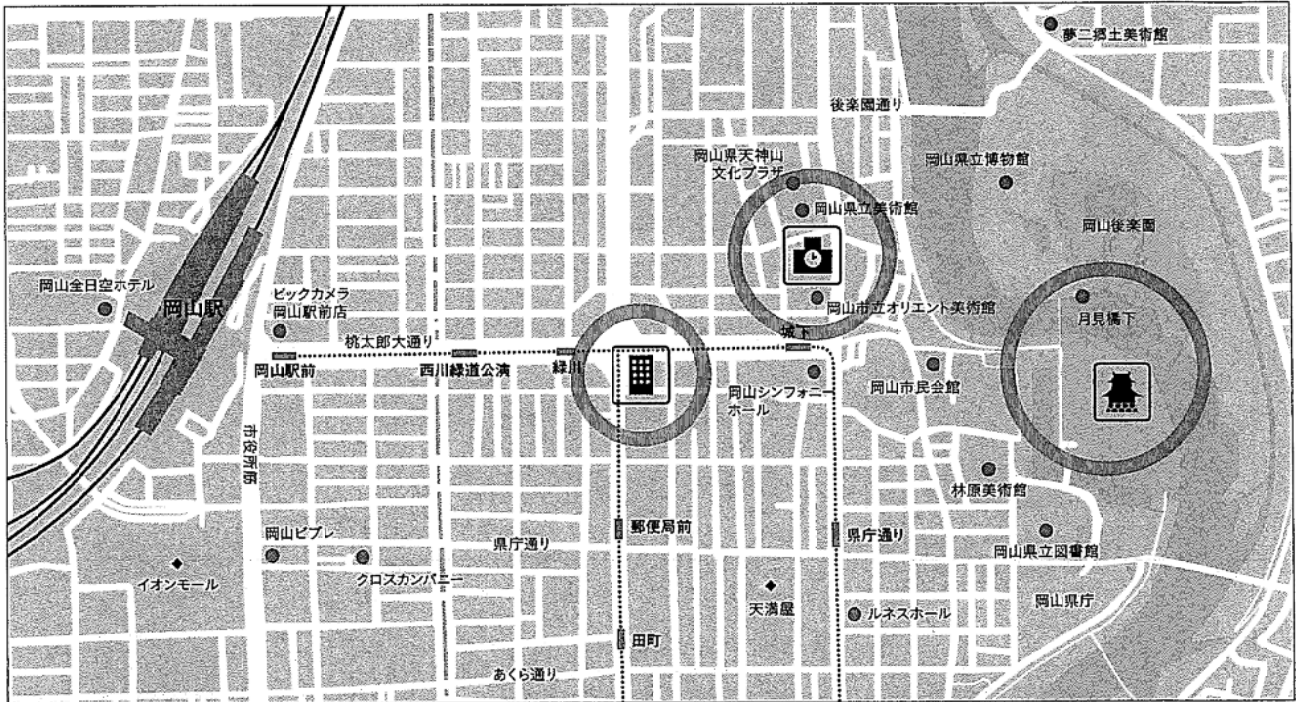 夢二郷土美術館
後楽園通り
岡山県天神山
文化プラザ
岡山県立博物館
岡山県立美術館
岡山後楽園
岡山全日空ホテル
岡山駅
ビックカメラ
岡山駅前店
岡山市立オリエント美術館
月見橋下
桃太郎大通り
城下
岡山駅前
西川緑道公演
緑川
岡山シンフォニー
ホール
岡山市民会館
市役所筋
林原美術館
郵便局前
県庁通り
県庁通り
岡山ビブレ
クロスカンパニー
岡山県立図書館
イオンモール
天満屋
ルネスホール
岡山県庁
田町
あくら通り